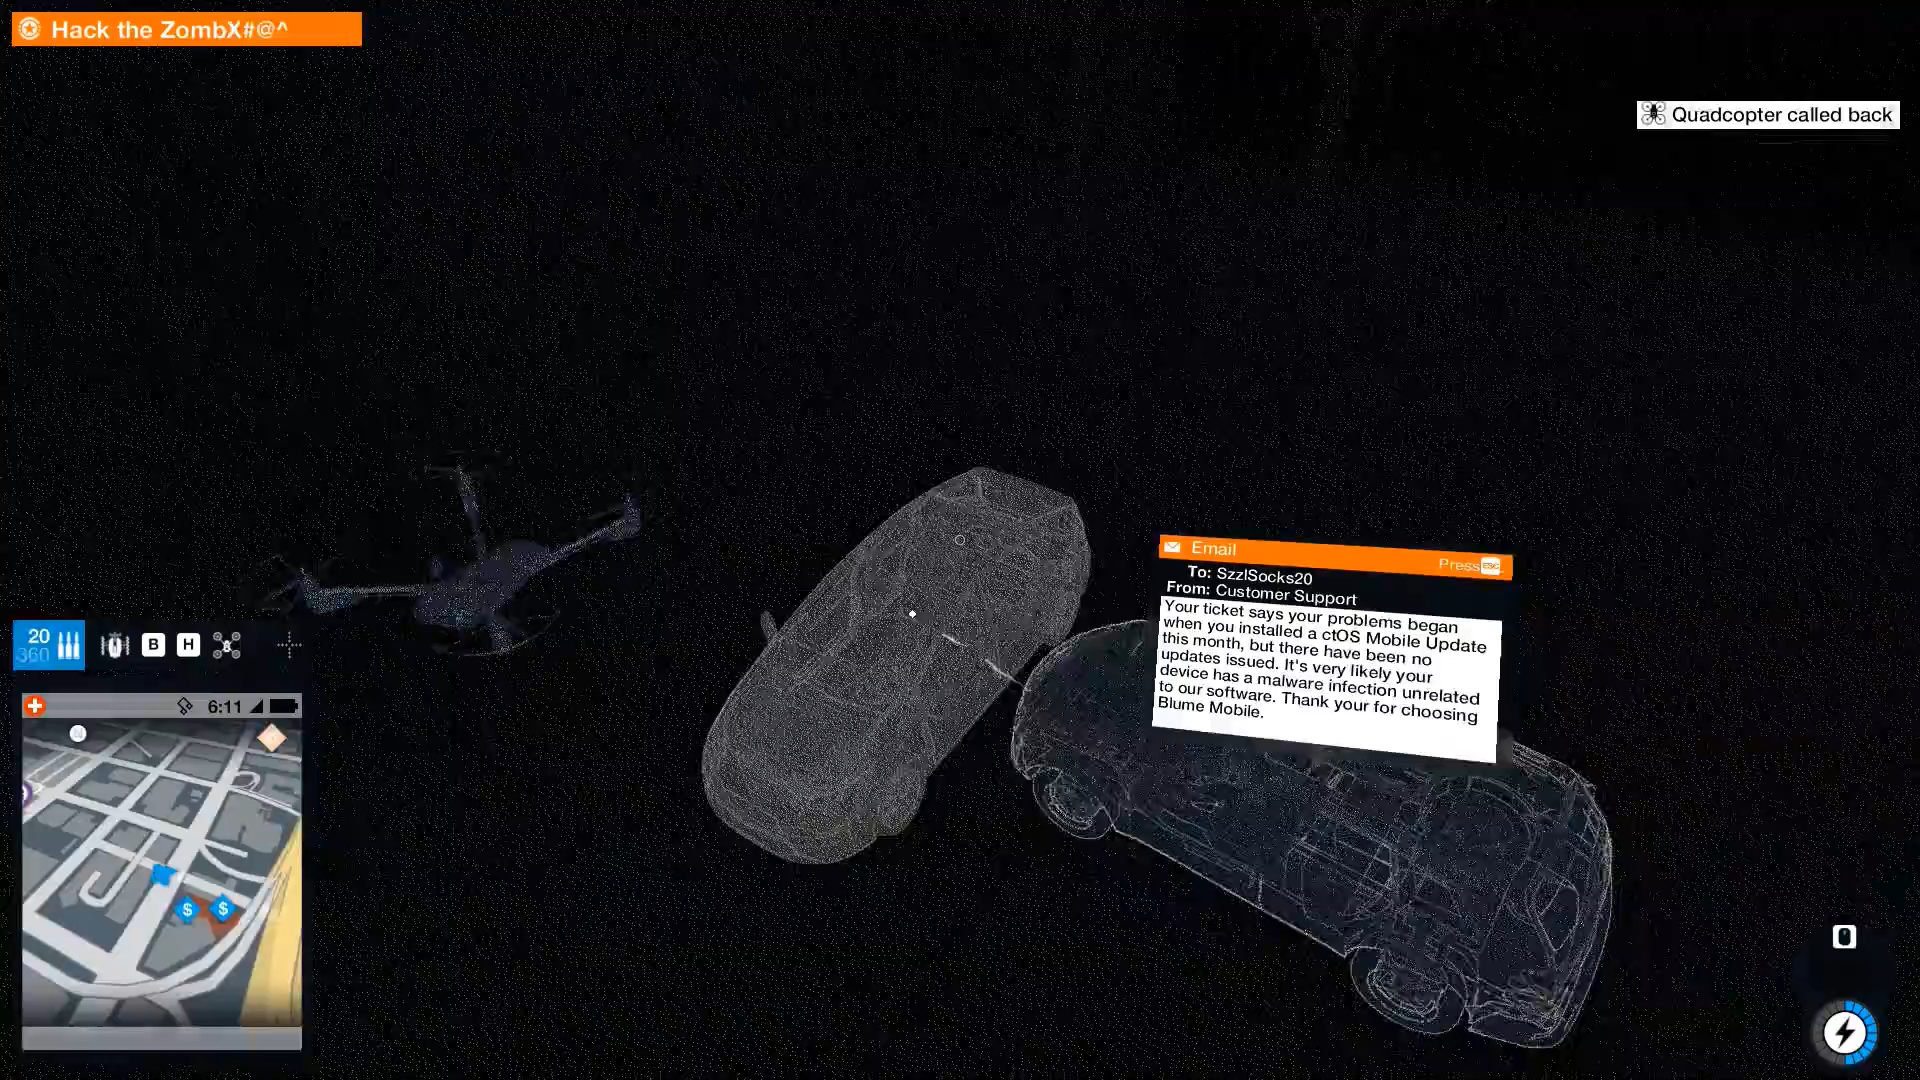 Hack the ZombX#@^
Quadcopter called back
Email
Press ESC
To: SzzlSocks20
From: Customer Support
Your ticket says your problems began
when you installed a ctOS Mobile Update
this month, but there have been no
updates issued. It's very likely your
device has a malware infection unrelated
to our software. Thank your for choosing
Blume Mobile.
20
360
B
H
8
6:11
$
$